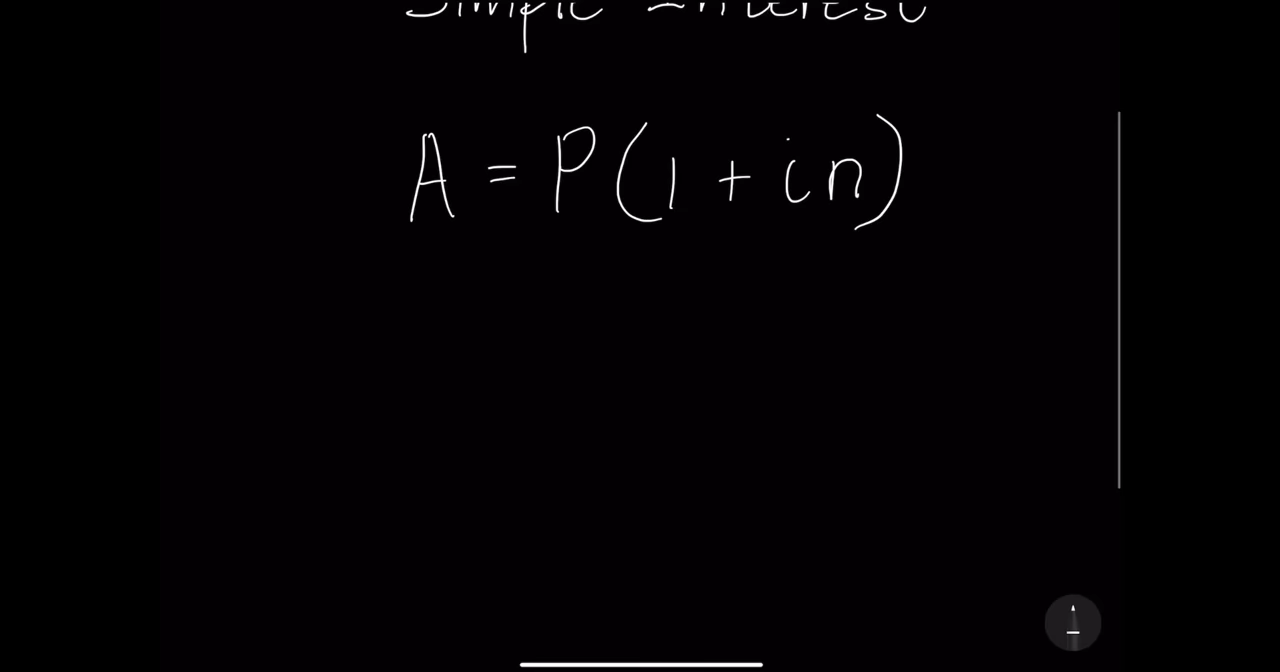 Simple Interest
A = P(1 + in)